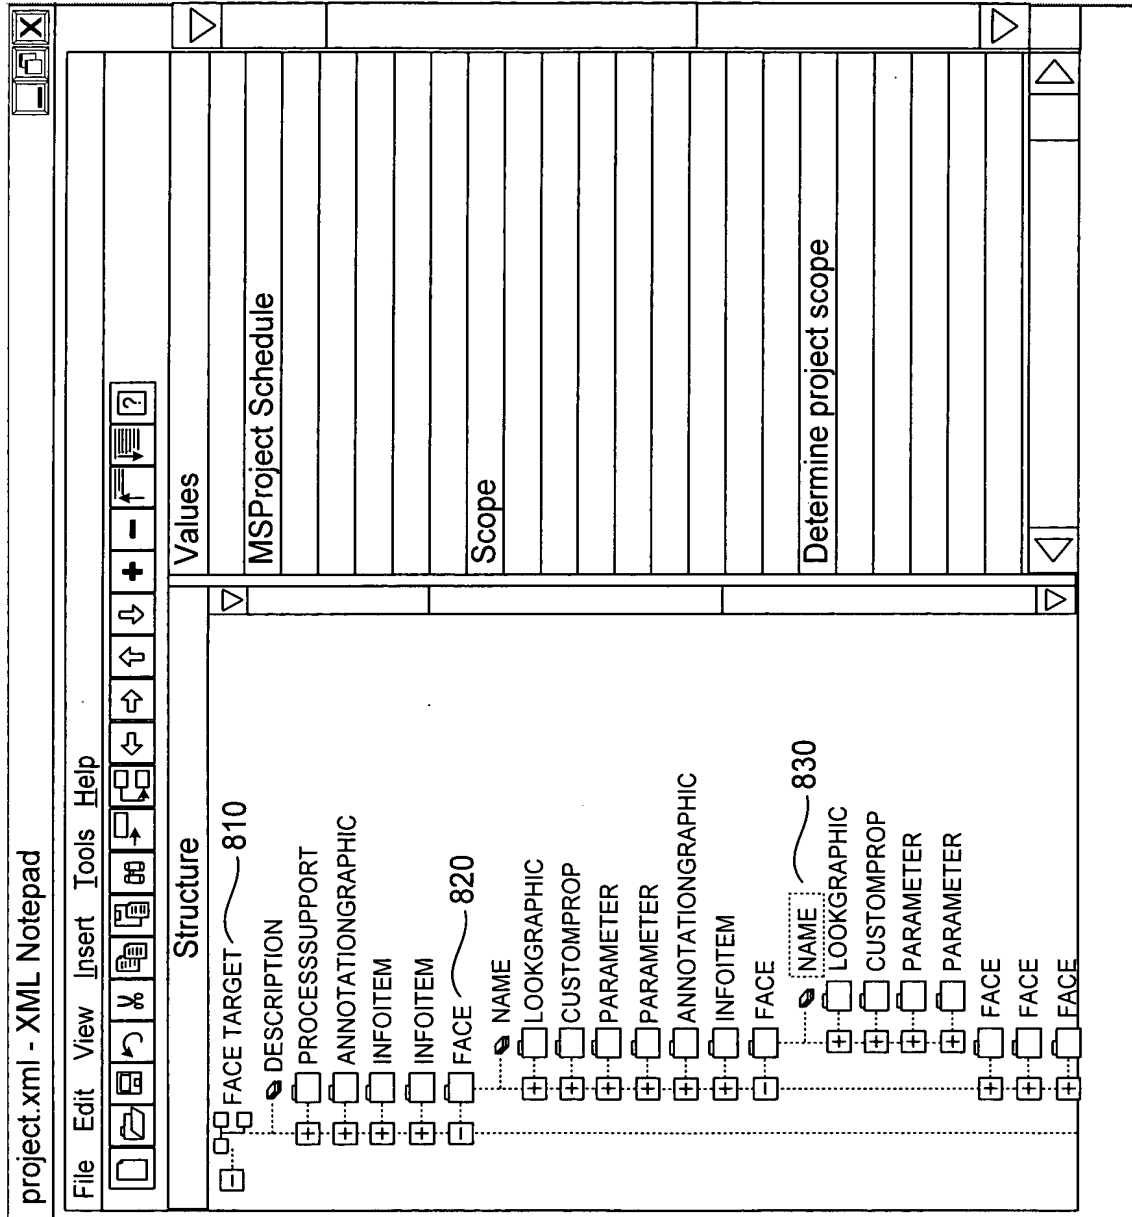 project.xml - XML Notepad
X
File Edit View Insert Tools Help
?
Structure
Values
FACE TARGET 810
DESCRIPTION
MSProject Schedule
PROCESSSUPPORT
ANNOTATIONGRAPHIC
INFOITEM
INFOITEM
FACE 820
NAME
Scope
LOOKGRAPHIC
CUSTOMPROP
PARAMETER
PARAMETER
ANNOTATIONGRAPHIC
INFOITEM
FACE
NAME 830
Determine project scope
LOOKGRAPHIC
CUSTOMPROP
PARAMETER
PARAMETER
FACE
FACE
FACE